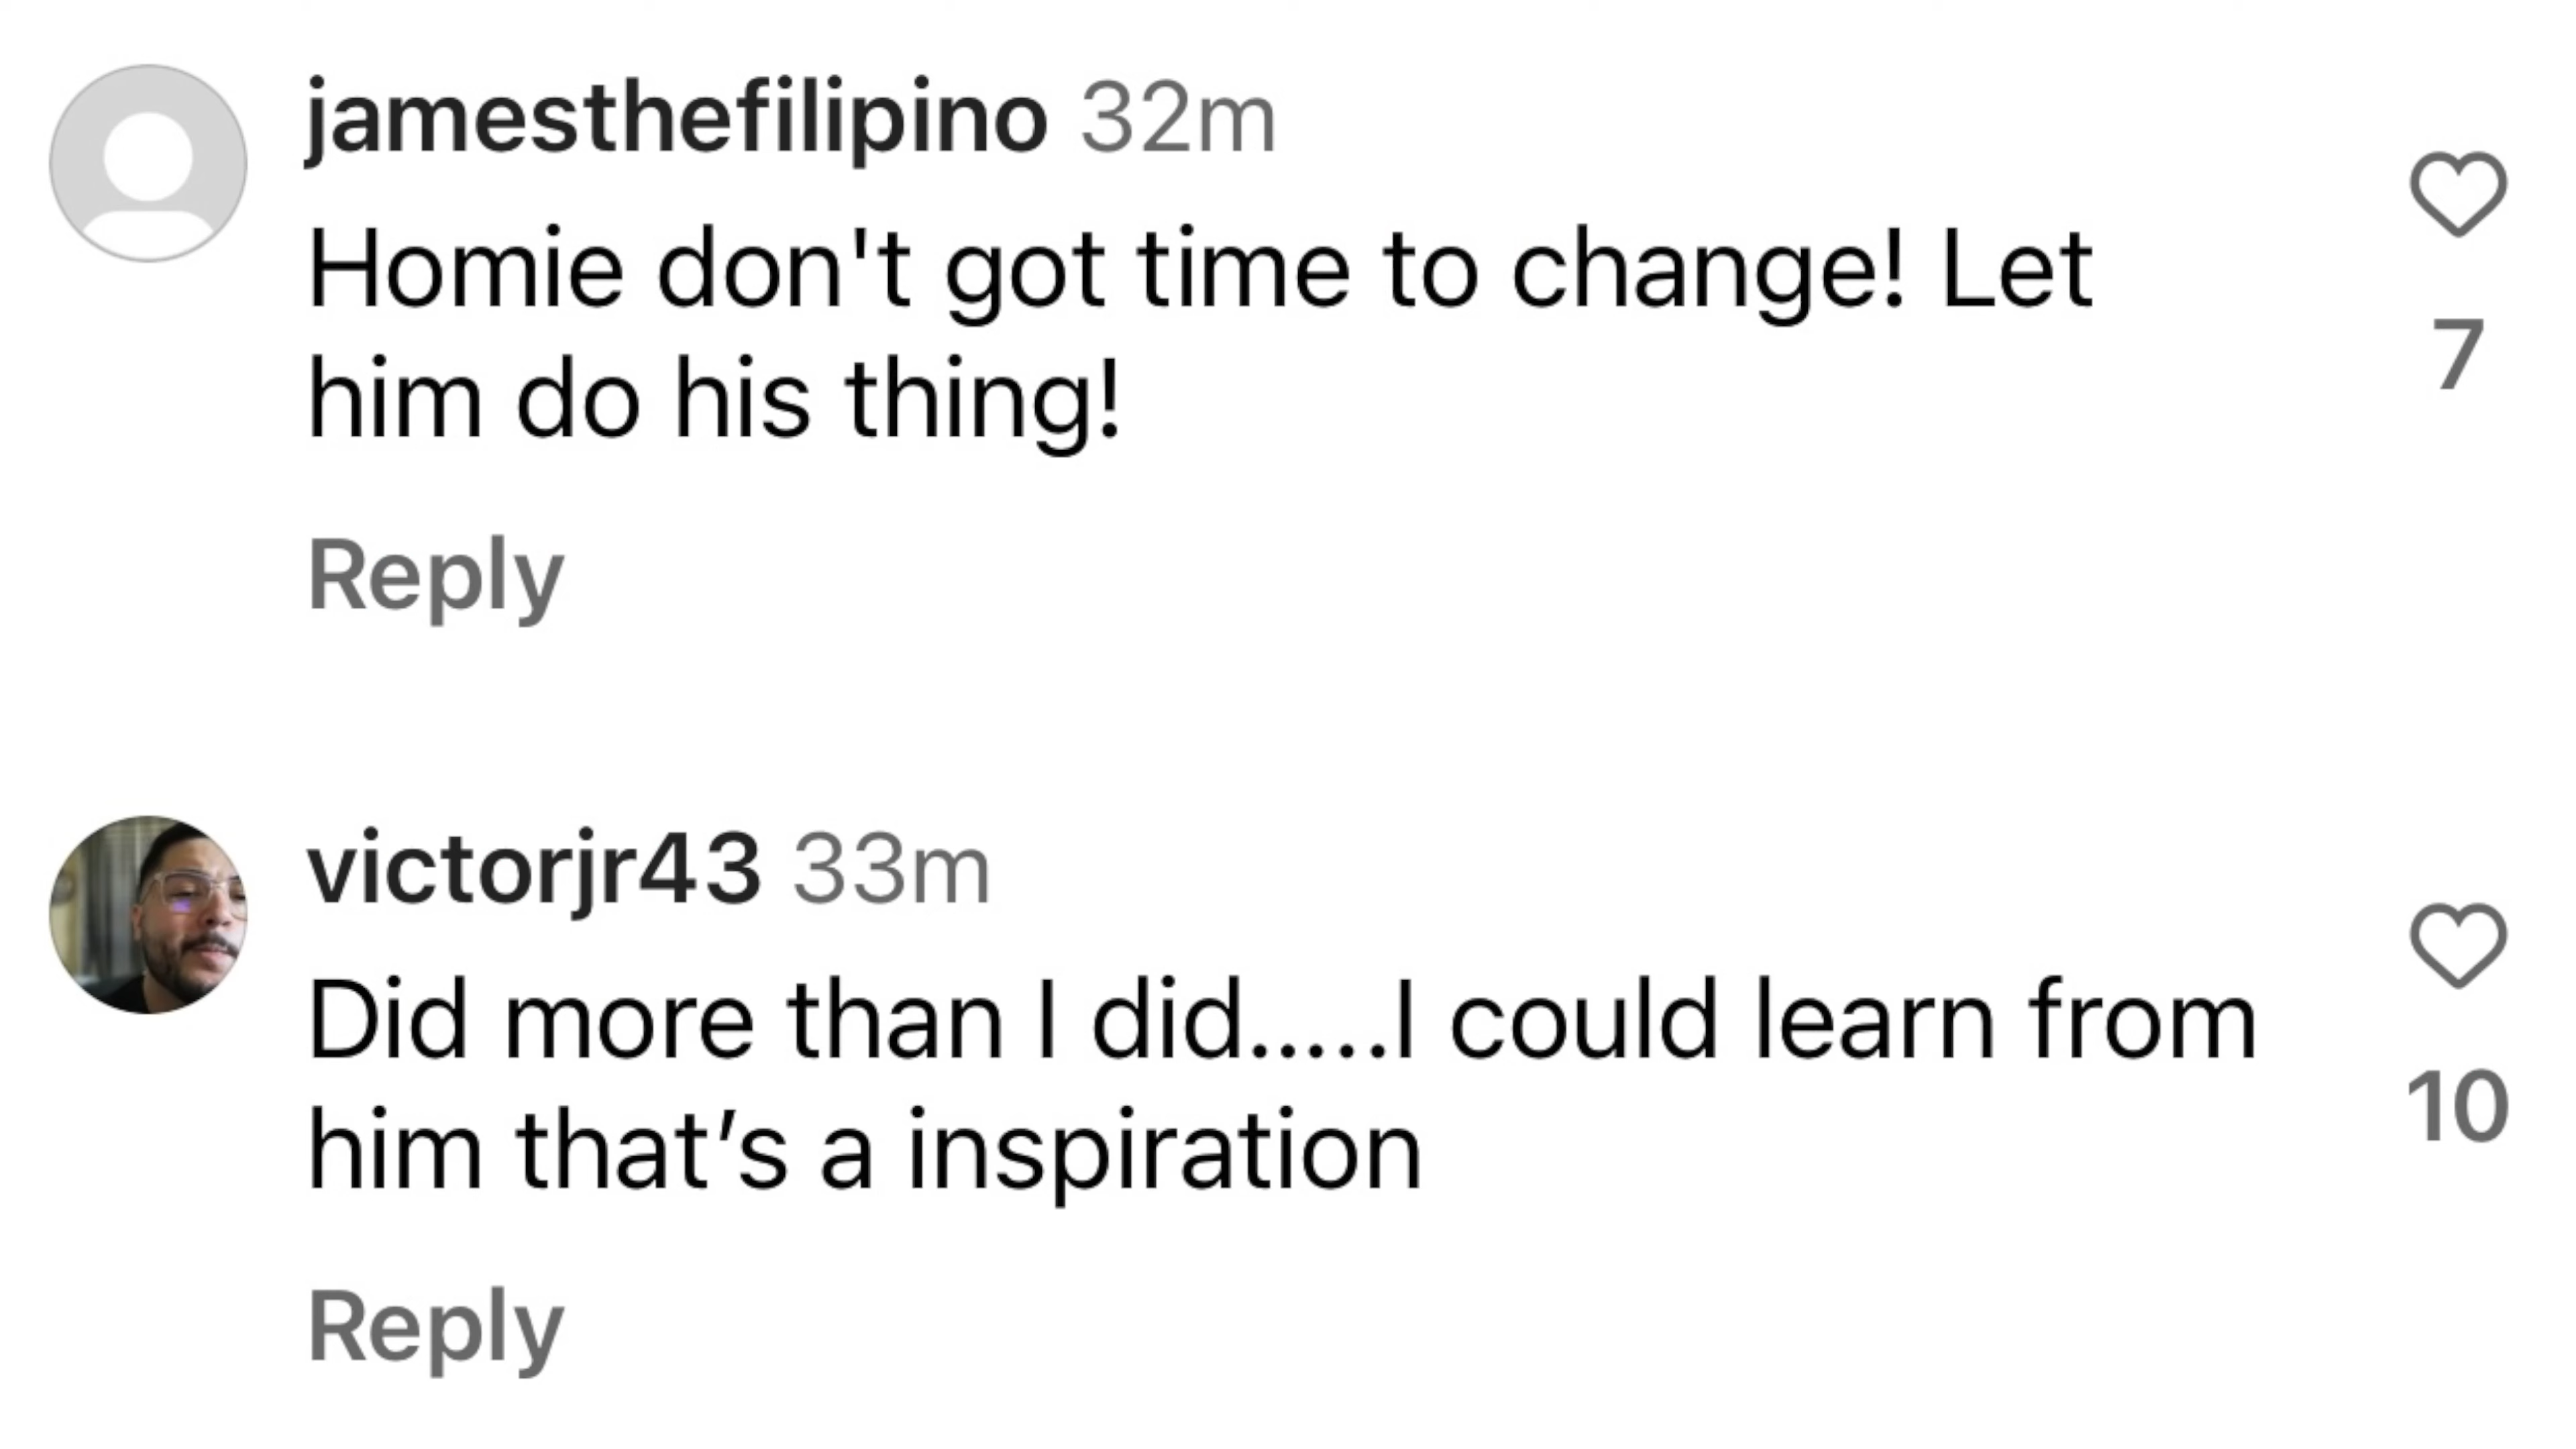 jamesthefilipino 32m
Homie don't got time to change! Let
him do his thing!
7
Reply
victorjr43 33m
Did more than I did.....I could learn from
him that’s a inspiration
10
Reply